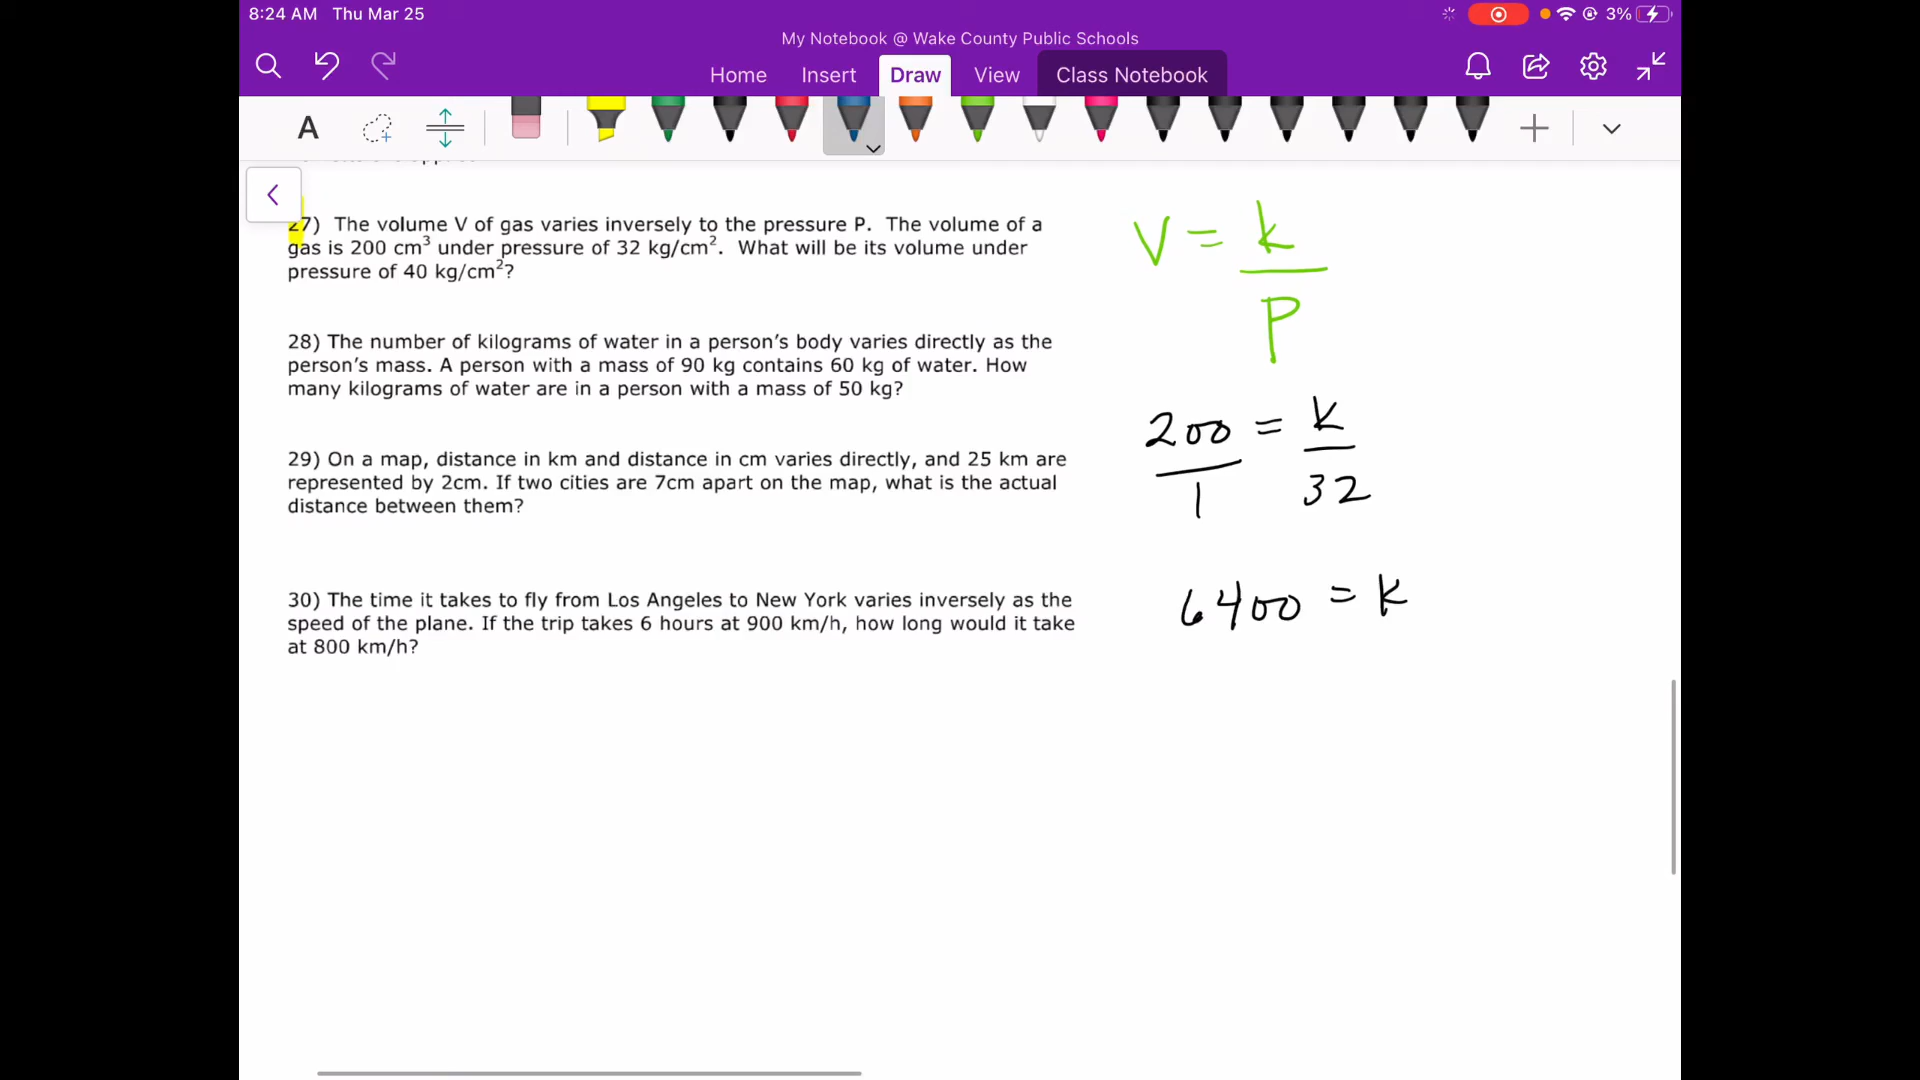 8:24 AM Thu Mar 25
3%
My Notebook @ Wake County Public Schools
Home Insert Draw View Class Notebook
A
27) The volume V of gas varies inversely to the pressure P. The volume of a
gas is 200 cm³ under pressure of 32 kg/cm². What will be its volume under
pressure of 40 kg/cm²?
28) The number of kilograms of water in a person's body varies directly as the
person's mass. A person with a mass of 90 kg contains 60 kg of water. How
many kilograms of water are in a person with a mass of 50 kg?
29) On a map, distance in km and distance in cm varies directly, and 25 km are
represented by 2cm. If two cities are 7cm apart on the map, what is the actual
distance between them?
30) The time it takes to fly from Los Angeles to New York varies inversely as the
speed of the plane. If the trip takes 6 hours at 900 km/h, how long would it take
at 800 km/h?
V = k
P
200 = k
1 32
6400 = k